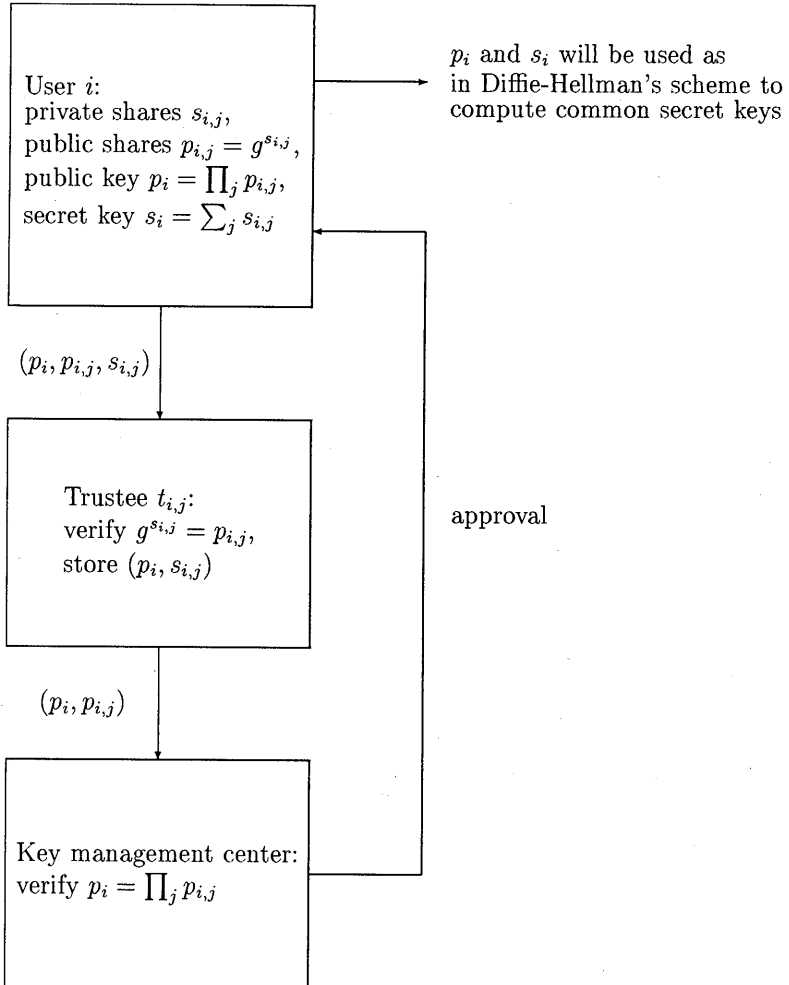 User i:
private shares s_{i,j},
public shares p_{i,j} = g^{s_{i,j}},
public key p_i = ∏_j p_{i,j},
secret key s_i = ∑_j s_{i,j}
p_i and s_i will be used as
in Diffie-Hellman's scheme to
compute common secret keys
(p_i, p_{i,j}, s_{i,j})
Trustee t_{i,j}:
verify g^{s_{i,j}} = p_{i,j},
store (p_i, s_{i,j})
approval
(p_i, p_{i,j})
Key management center:
verify p_i = ∏_j p_{i,j}